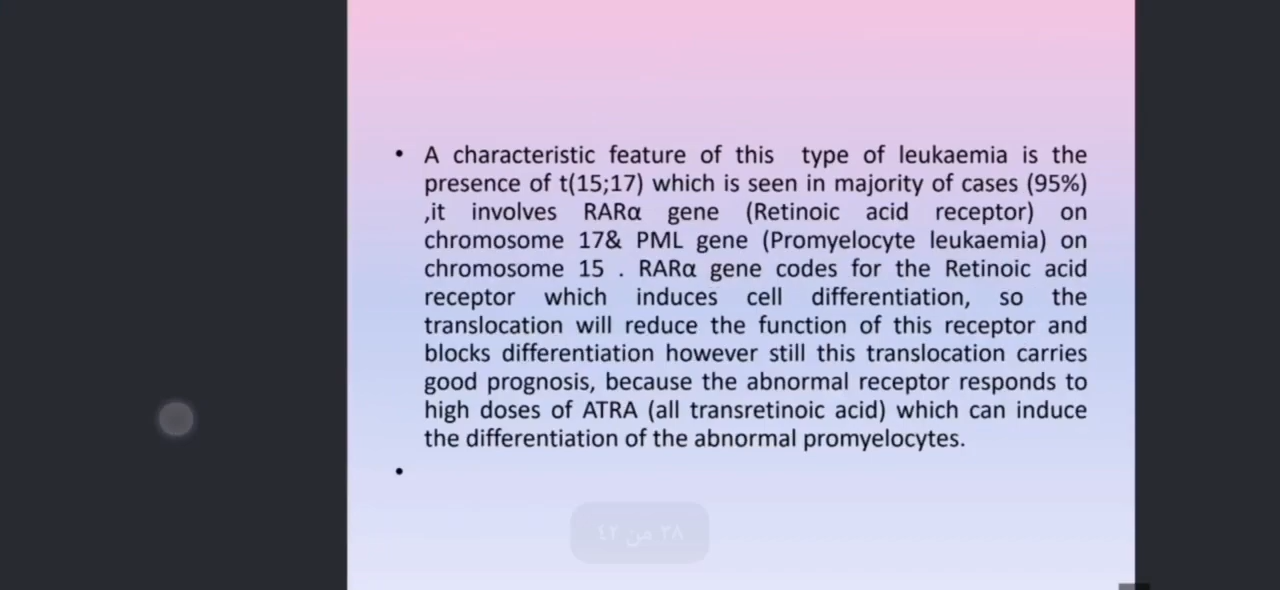 • A characteristic feature of this type of leukaemia is the
presence of t(15;17) which is seen in majority of cases (95%)
,it involves RARα gene (Retinoic acid receptor) on
chromosome 17& PML gene (Promyelocyte leukaemia) on
chromosome 15 . RARα gene codes for the Retinoic acid
receptor which induces cell differentiation, so the
translocation will reduce the function of this receptor and
blocks differentiation however still this translocation carries
good prognosis, because the abnormal receptor responds to
high doses of ATRA (all transretinoic acid) which can induce
the differentiation of the abnormal promyelocytes.
•
٣٨ من ٤٢